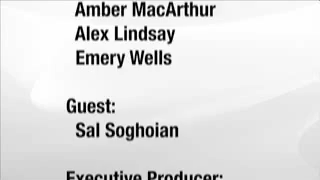 Amber MacArthur
Alex Lindsay
Emery Wells
Guest:
Sal Soghoian
Executive Producer: